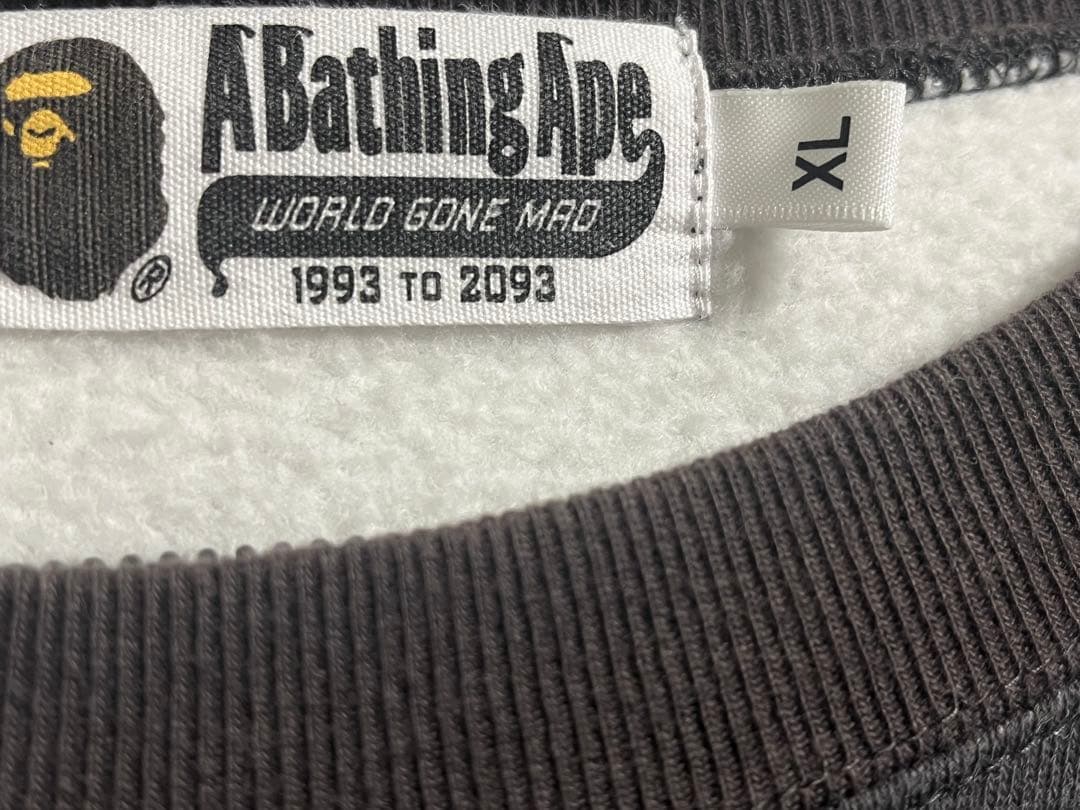 A Bathing Ape
WORLD GONE MAD
1993 TO 2093
®
XL